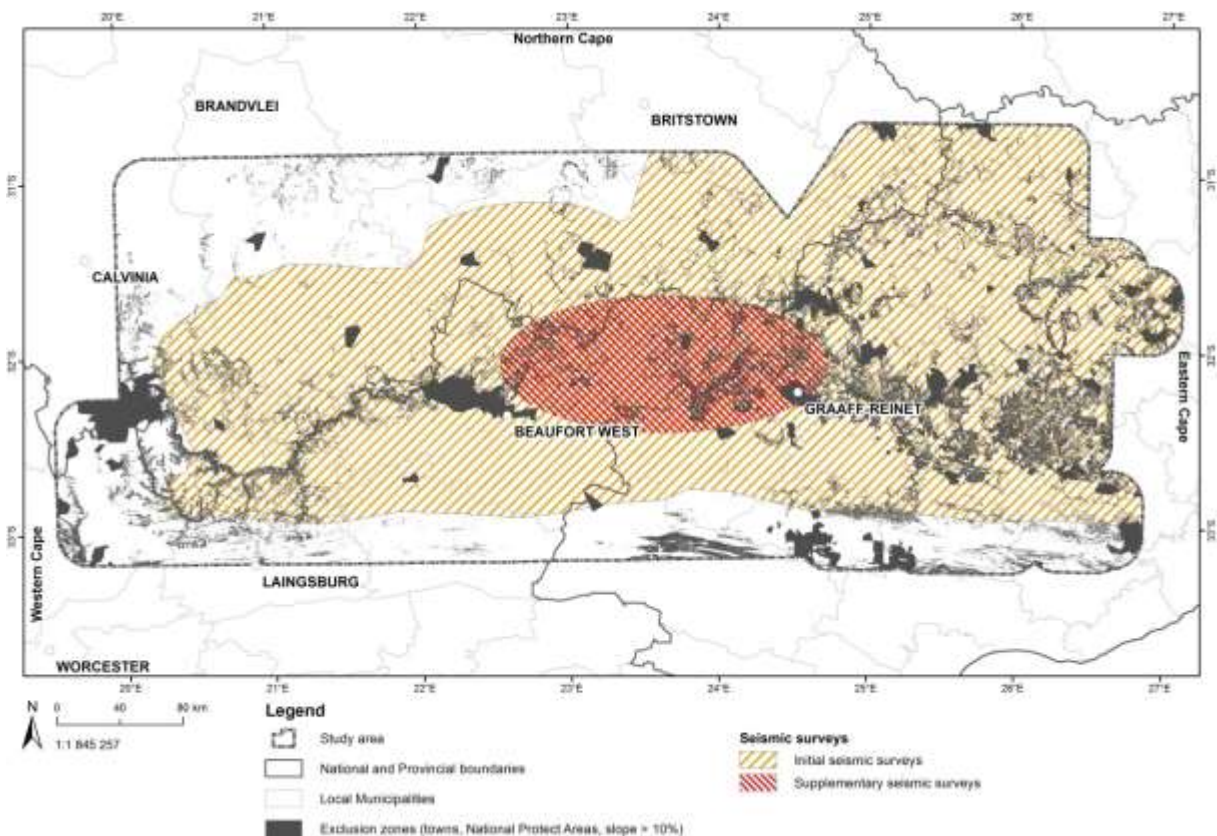 20°E 21°E 22°E 23°E 24°E 25°E 26°E 27°E
Northern Cape
BRANDVLEI
BRITSTOWN
31°S 31°S
CALVINIA
32°S 32°S
Eastern Cape
GRAAFF-REINET
BEAUFORT WEST
33°S 33°S
Western Cape
LAINGSBURG
WORCESTER
20°E 21°E 22°E 23°E 24°E 25°E 26°E 27°E
N 0 40 80 km
1:1 845 257
Legend
Study area
National and Provincial boundaries
Local Municipalities
Exclusion zones (towns, National Protect Areas, slope > 10%)
Seismic surveys
Initial seismic surveys
Supplementary seismic surveys